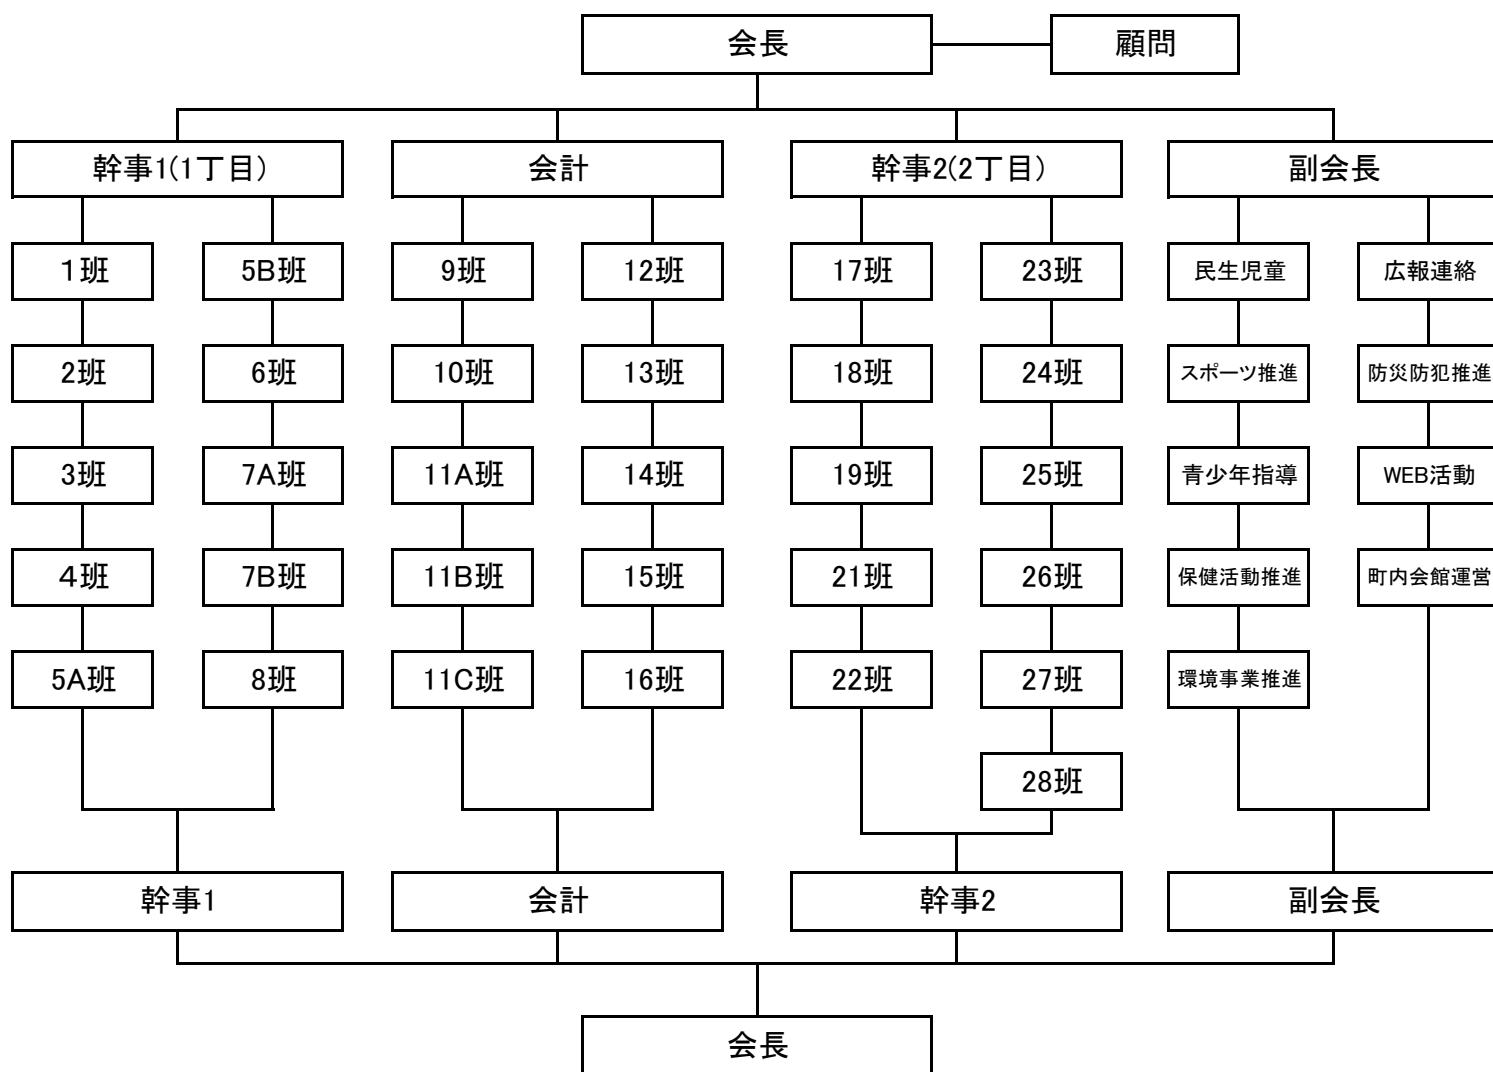 会長
顧問
幹事1(1丁目)
会計
幹事2(2丁目)
副会長
1班
5B班
9班
12班
17班
23班
民生児童
広報連絡
2班
6班
10班
13班
18班
24班
スポーツ推進
防災防犯推進
3班
7A班
11A班
14班
19班
25班
青少年指導
WEB活動
4班
7B班
11B班
15班
21班
26班
保健活動推進
町内会館運営
5A班
8班
11C班
16班
22班
27班
環境事業推進
28班
幹事1
会計
幹事2
副会長
会長